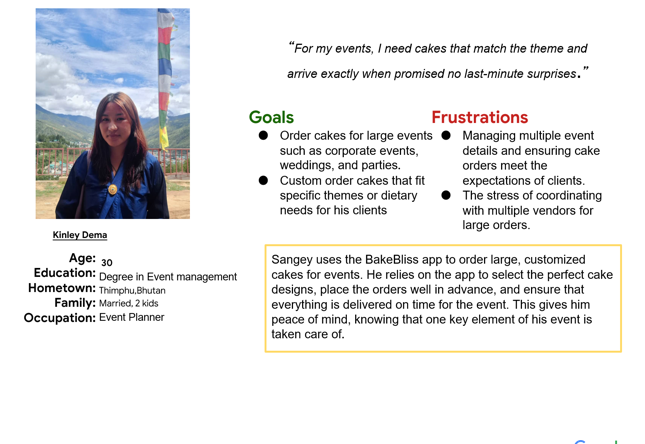 “For my events, I need cakes that match the theme and
arrive exactly when promised no last-minute surprises.”
Goals
● Order cakes for large events
such as corporate events,
weddings, and parties.
● Custom order cakes that fit
specific themes or dietary
needs for his clients
Frustrations
● Managing multiple event
details and ensuring cake
orders meet the
expectations of clients.
● The stress of coordinating
with multiple vendors for
large orders.
Kinley Dema
Age: 30
Education: Degree in Event management
Hometown: Thimphu,Bhutan
Family: Married, 2 kids
Occupation: Event Planner
Sangey uses the BakeBliss app to order large, customized
cakes for events. He relies on the app to select the perfect cake
designs, place the orders well in advance, and ensure that
everything is delivered on time for the event. This gives him
peace of mind, knowing that one key element of his event is
taken care of.